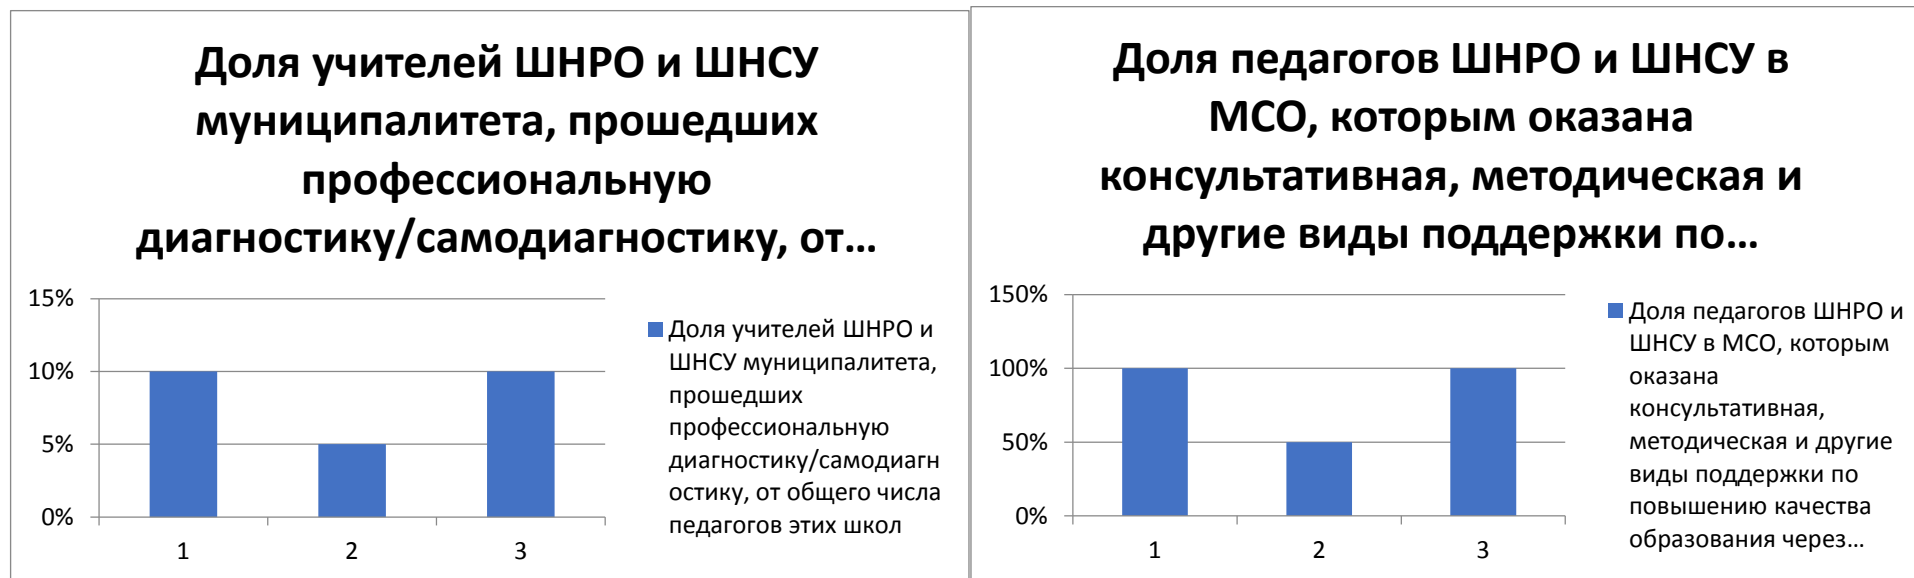 Доля учителей ШНРО и ШНСУ
муниципалитета, прошедших
профессиональную
диагностику/самодиагностику, от...
15%
10%
5%
0%
1
2
3
Доля учителей ШНРО и
ШНСУ муниципалитета,
прошедших
профессиональную
диагностику/самодиагн
остику, от общего числа
педагогов этих школ
Доля педагогов ШНРО и ШНСУ в
МСО, которым оказана
консультативная, методическая и
другие виды поддержки по...
150%
100%
50%
0%
1
2
3
Доля педагогов ШНРО и
ШНСУ в МСО, которым
оказана
консультативная,
методическая и другие
виды поддержки по
повышению качества
образования через...